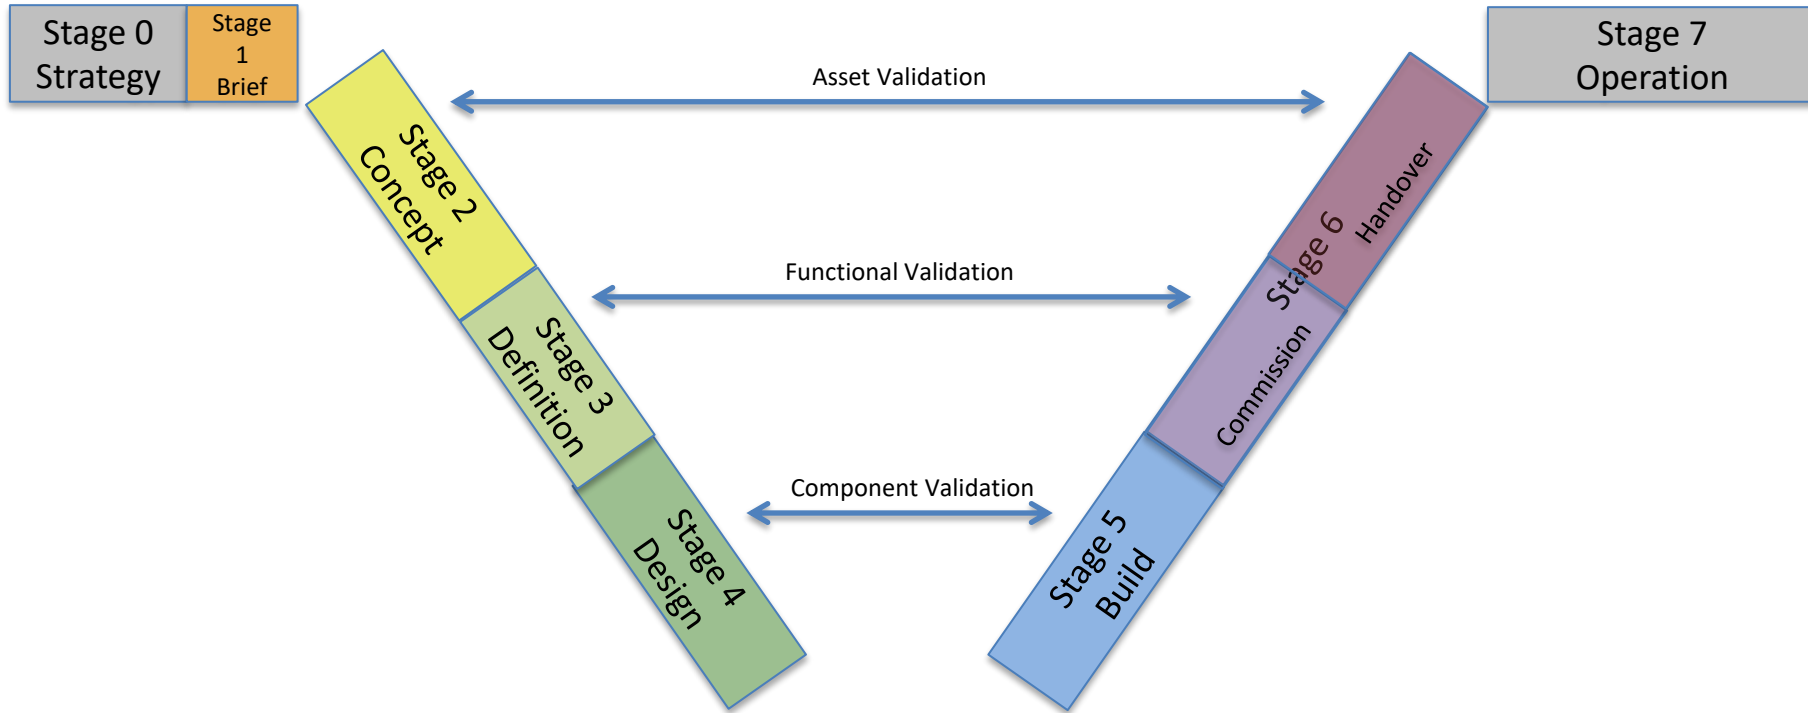 Stage 0
Strategy
Stage
1
Brief
Stage 7
Operation
Asset Validation
Stage 2
Concept
Handover
Stage 6
Functional Validation
Stage 3
Definition
Commission
Component Validation
Stage 4
Design
Stage 5
Build